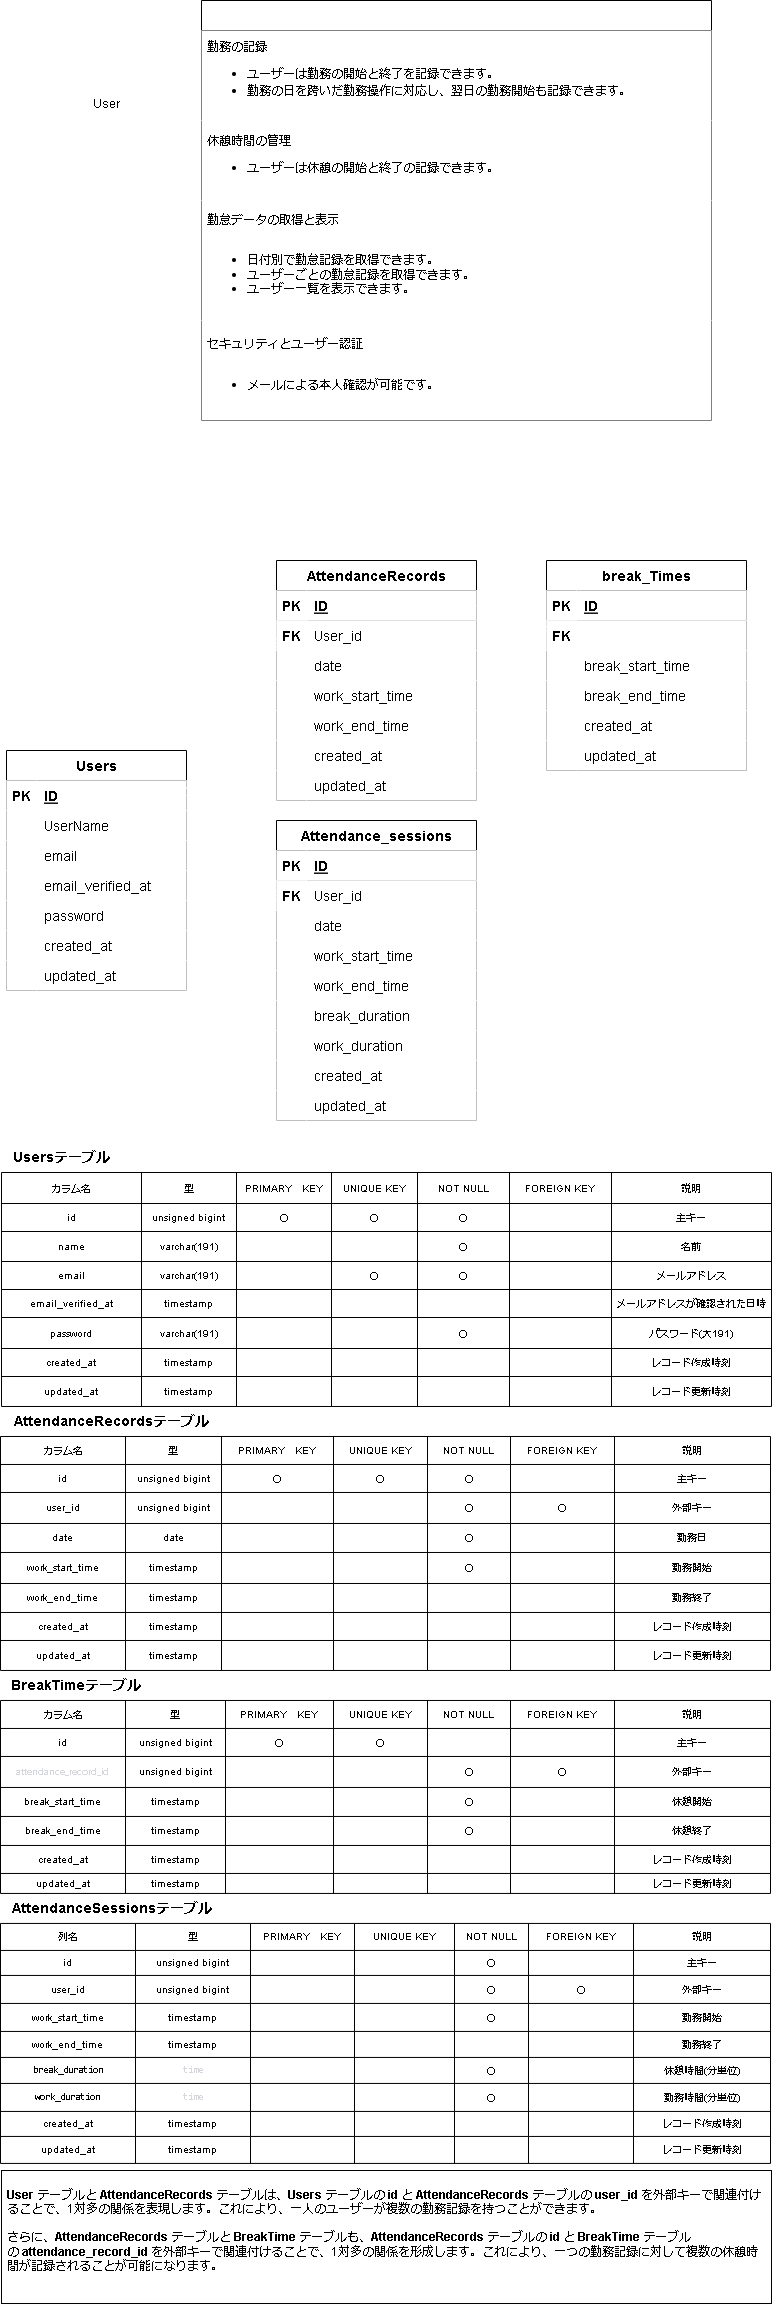 User
勤務の記録
• ユーザーは勤務の開始と終了を記録できます。
• 勤務の日を跨いだ勤務操作に対応し、翌日の勤務開始も記録できます。
休憩時間の管理
• ユーザーは休憩の開始と終了の記録できます。
勤怠データの取得と表示
• 日付別で勤怠記録を取得できます。
• ユーザーごとの勤怠記録を取得できます。
• ユーザー一覧を表示できます。
セキュリティとユーザー認証
• メールによる本人確認が可能です。
AttendanceRecords
PK ID
FK User_id
date
work_start_time
work_end_time
created_at
updated_at
break_Times
PK ID
FK
break_start_time
break_end_time
created_at
updated_at
Users
PK ID
UserName
email
email_verified_at
password
created_at
updated_at
Attendance_sessions
PK ID
FK User_id
date
work_start_time
work_end_time
break_duration
work_duration
created_at
updated_at
Usersテーブル
カラム名 型 PRIMARY KEY UNIQUE KEY NOT NULL FOREIGN KEY 説明
id unsigned bigint ○ ○ ○ 主キー
name varchar(191) ○ 名前
email varchar(191) ○ ○ メールアドレス
email_verified_at timestamp メールアドレスが確認された日時
password varchar(191) ○ パスワード(大191)
created_at timestamp レコード作成時刻
updated_at timestamp レコード更新時刻
AttendanceRecordsテーブル
カラム名 型 PRIMARY KEY UNIQUE KEY NOT NULL FOREIGN KEY 説明
id unsigned bigint ○ ○ ○ 主キー
user_id unsigned bigint ○ ○ 外部キー
date date ○ 勤務日
work_start_time timestamp ○ 勤務開始
work_end_time timestamp 勤務終了
created_at timestamp レコード作成時刻
updated_at timestamp レコード更新時刻
BreakTimeテーブル
カラム名 型 PRIMARY KEY UNIQUE KEY NOT NULL FOREIGN KEY 説明
id unsigned bigint ○ ○ 主キー
attendance_record_id unsigned bigint ○ ○ 外部キー
break_start_time timestamp ○ 休憩開始
break_end_time timestamp ○ 休憩終了
created_at timestamp レコード作成時刻
updated_at timestamp レコード更新時刻
AttendanceSessionsテーブル
列名 型 PRIMARY KEY UNIQUE KEY NOT NULL FOREIGN KEY 説明
id unsigned bigint ○ 主キー
user_id unsigned bigint ○ ○ 外部キー
work_start_time timestamp ○ 勤務開始
work_end_time timestamp 勤務終了
break_duration time ○ 休憩時間(分単位)
work_duration time ○ 勤務時間(分単位)
created_at timestamp レコード作成時刻
updated_at timestamp レコード更新時刻
User テーブルと AttendanceRecords テーブルは、Users テーブルの id と AttendanceRecords テーブルの user_id を外部キーで関連付け
ることで、1対多の関係を表現します。これにより、一人のユーザーが複数の勤務記録を持つことができます。
さらに、AttendanceRecords テーブルと BreakTime テーブルも、AttendanceRecords テーブルの id と BreakTime テーブル
の attendance_record_id を外部キーで関連付けることで、1対多の関係を形成します。これにより、一つの勤務記録に対して複数の休憩時
間が記録されることが可能になります。